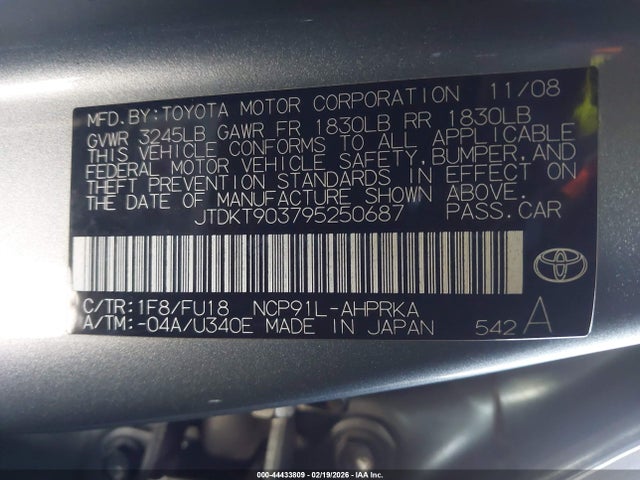 MFD. BY: TOYOTA MOTOR CORPORATION 11/08
GVWR 3245LB GAWR FR 1830LB RR 1830LB
THIS VEHICLE CONFORMS TO ALL APPLICABLE
FEDERAL MOTOR VEHICLE SAFETY, BUMPER, AND
THEFT PREVENTION STANDARDS IN EFFECT ON
THE DATE OF MANUFACTURE SHOWN ABOVE.
JTDKT903795250687 PASS. CAR
C/TR: 1F8/FU18 NCP91L-AHPRKA
A/TM: -04A/U340E MADE IN JAPAN 542A
000-44433809 - 02/19/2026 - IAA Inc.